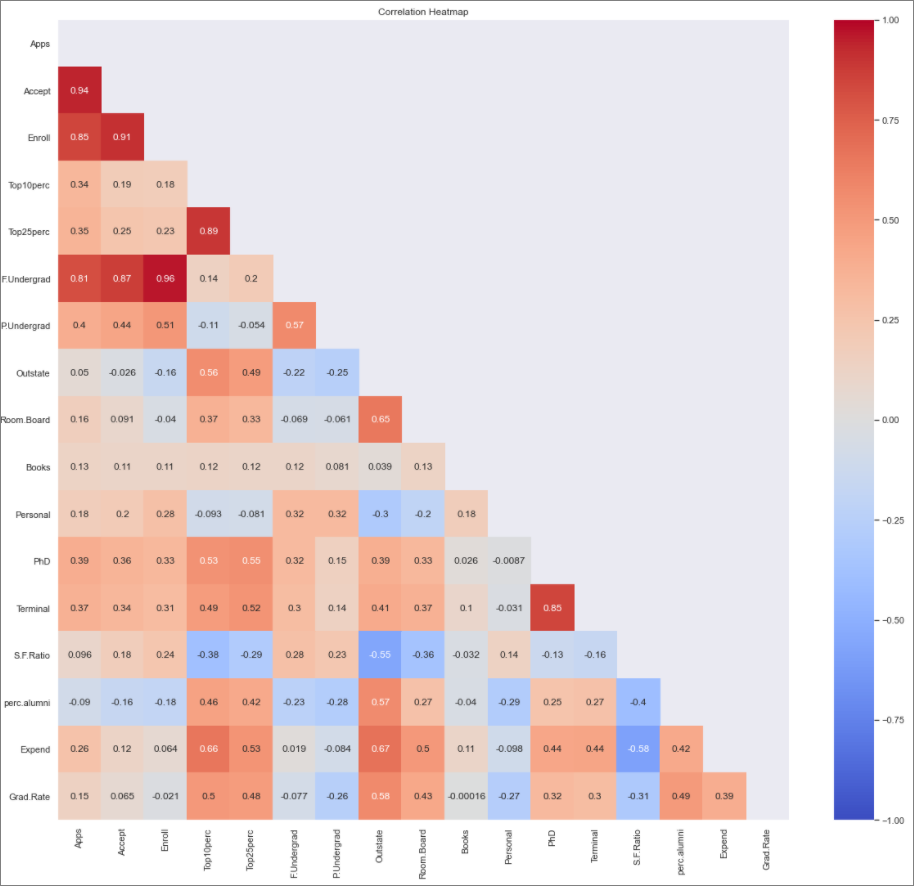 Correlation Heatmap
Apps
Accept 0.94
Enroll 0.85 0.91
Top10perc 0.34 0.19 0.18
Top25perc 0.35 0.25 0.23 0.89
F.Undergrad 0.81 0.87 0.96 0.14 0.2
P.Undergrad 0.4 0.44 0.51 -0.11 -0.054 0.57
Outstate 0.05 -0.026 -0.16 0.56 0.49 -0.22 -0.25
Room.Board 0.16 0.091 -0.04 0.37 0.33 -0.069 -0.061 0.65
Books 0.13 0.11 0.11 0.12 0.12 0.12 0.081 0.039 0.13
Personal 0.18 0.2 0.28 -0.093 -0.081 0.32 0.32 -0.3 -0.2 0.18
PhD 0.39 0.36 0.33 0.53 0.55 0.32 0.15 0.39 0.33 0.026 -0.0087
Terminal 0.37 0.34 0.31 0.49 0.52 0.3 0.14 0.41 0.37 0.1 -0.031 0.85
S.F.Ratio 0.096 0.18 0.24 -0.38 -0.29 0.28 0.23 -0.55 -0.36 -0.032 0.14 -0.13 -0.16
perc.alumni -0.09 -0.16 -0.18 0.46 0.42 -0.23 -0.28 0.57 0.27 -0.04 -0.29 0.25 0.27 -0.4
Expend 0.26 0.12 0.064 0.66 0.53 0.019 -0.084 0.67 0.5 0.11 -0.098 0.44 0.44 -0.58 0.42
Grad.Rate 0.15 0.065 -0.021 0.5 0.48 -0.077 -0.26 0.58 0.43 -0.00016 -0.27 0.32 0.3 -0.31 0.49 0.39
Apps Accept Enroll Top10perc Top25perc F.Undergrad P.Undergrad Outstate Room.Board Books Personal PhD Terminal S.F.Ratio perc.alumni Expend Grad.Rate
1.00
0.75
0.50
0.25
0.00
−0.25
−0.50
−0.75
−1.00